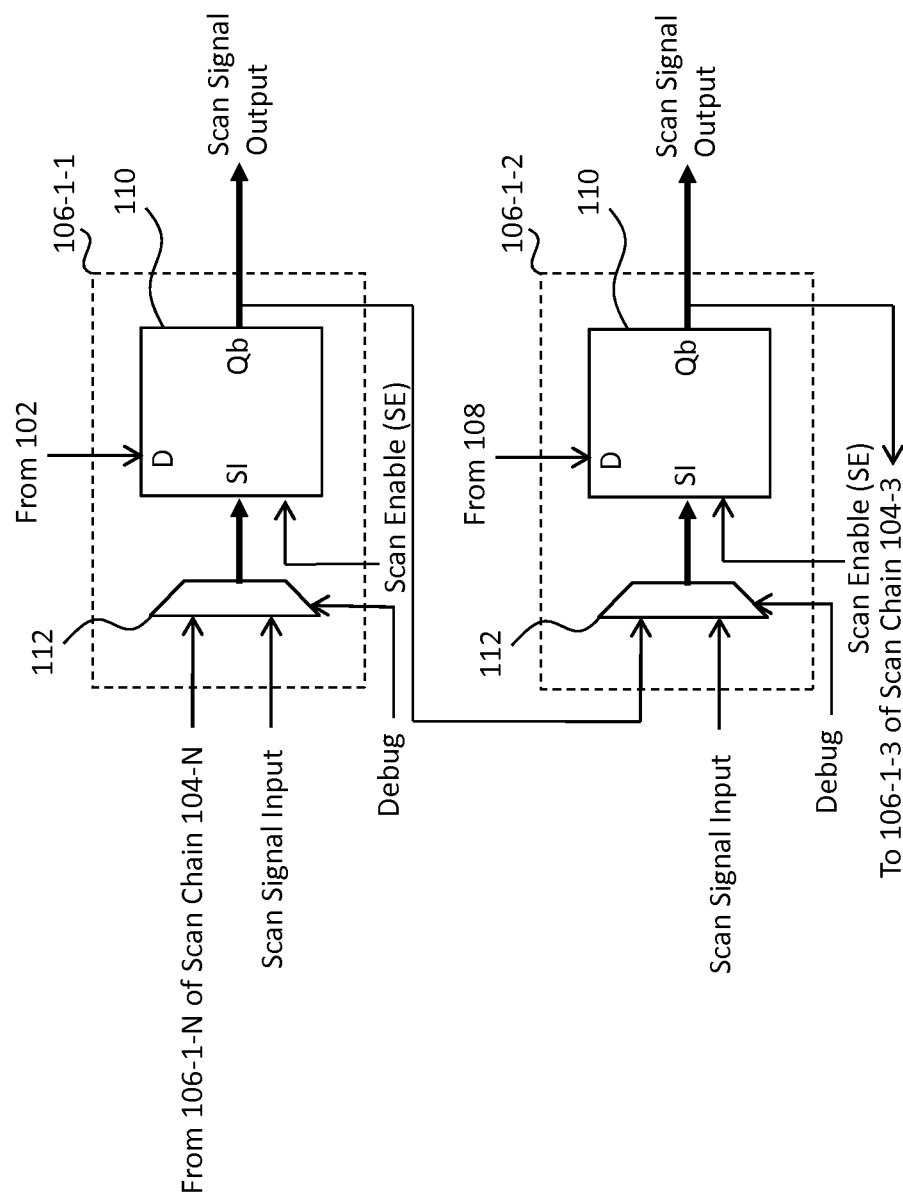 106-1-1
110
Scan Signal
Output
From 102
D
SI
Qb
112
Scan Enable (SE)
From 106-1-N of Scan Chain 104-N
Scan Signal Input
Debug
106-1-2
110
Scan Signal
Output
From 108
D
SI
Qb
112
Scan Enable (SE)
Scan Signal Input
Debug
To 106-1-3 of Scan Chain 104-3